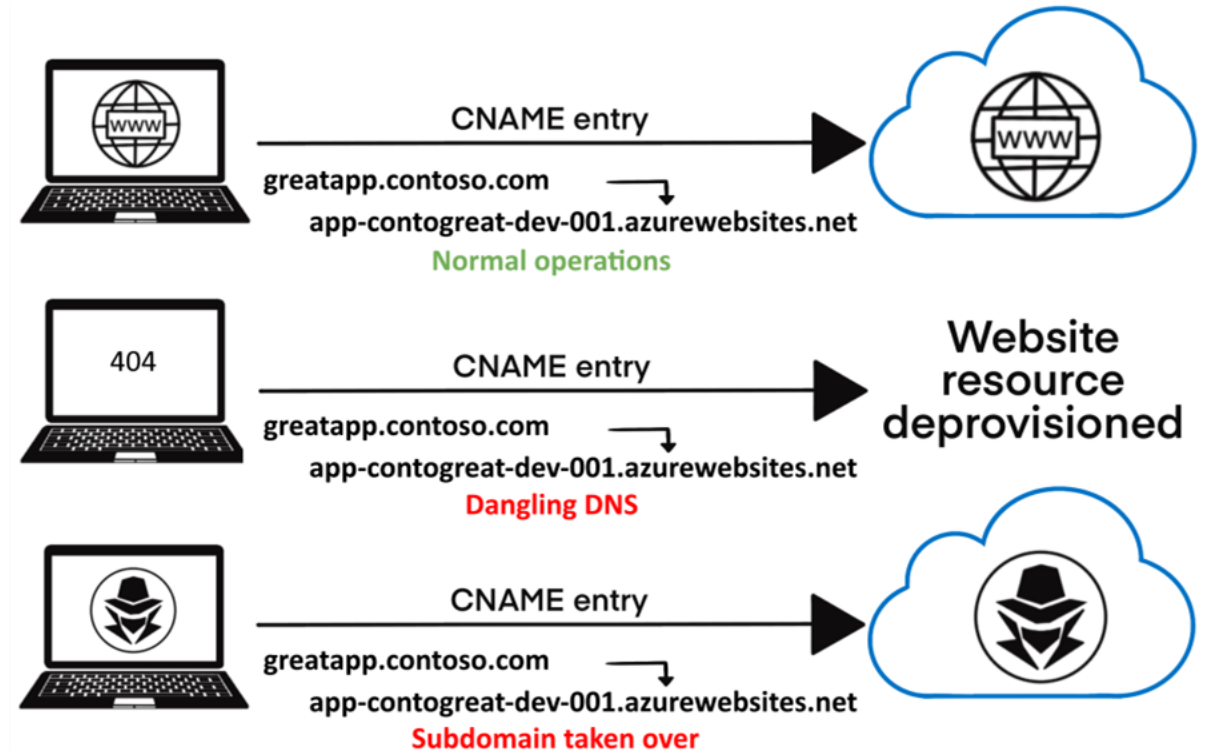 www
CNAME entry
www
greatapp.contoso.com
app-contogreat-dev-001.azurewebsites.net
Normal operations
404
CNAME entry
Website
resource
deprovisioned
greatapp.contoso.com
app-contogreat-dev-001.azurewebsites.net
Dangling DNS
CNAME entry
greatapp.contoso.com
app-contogreat-dev-001.azurewebsites.net
Subdomain taken over